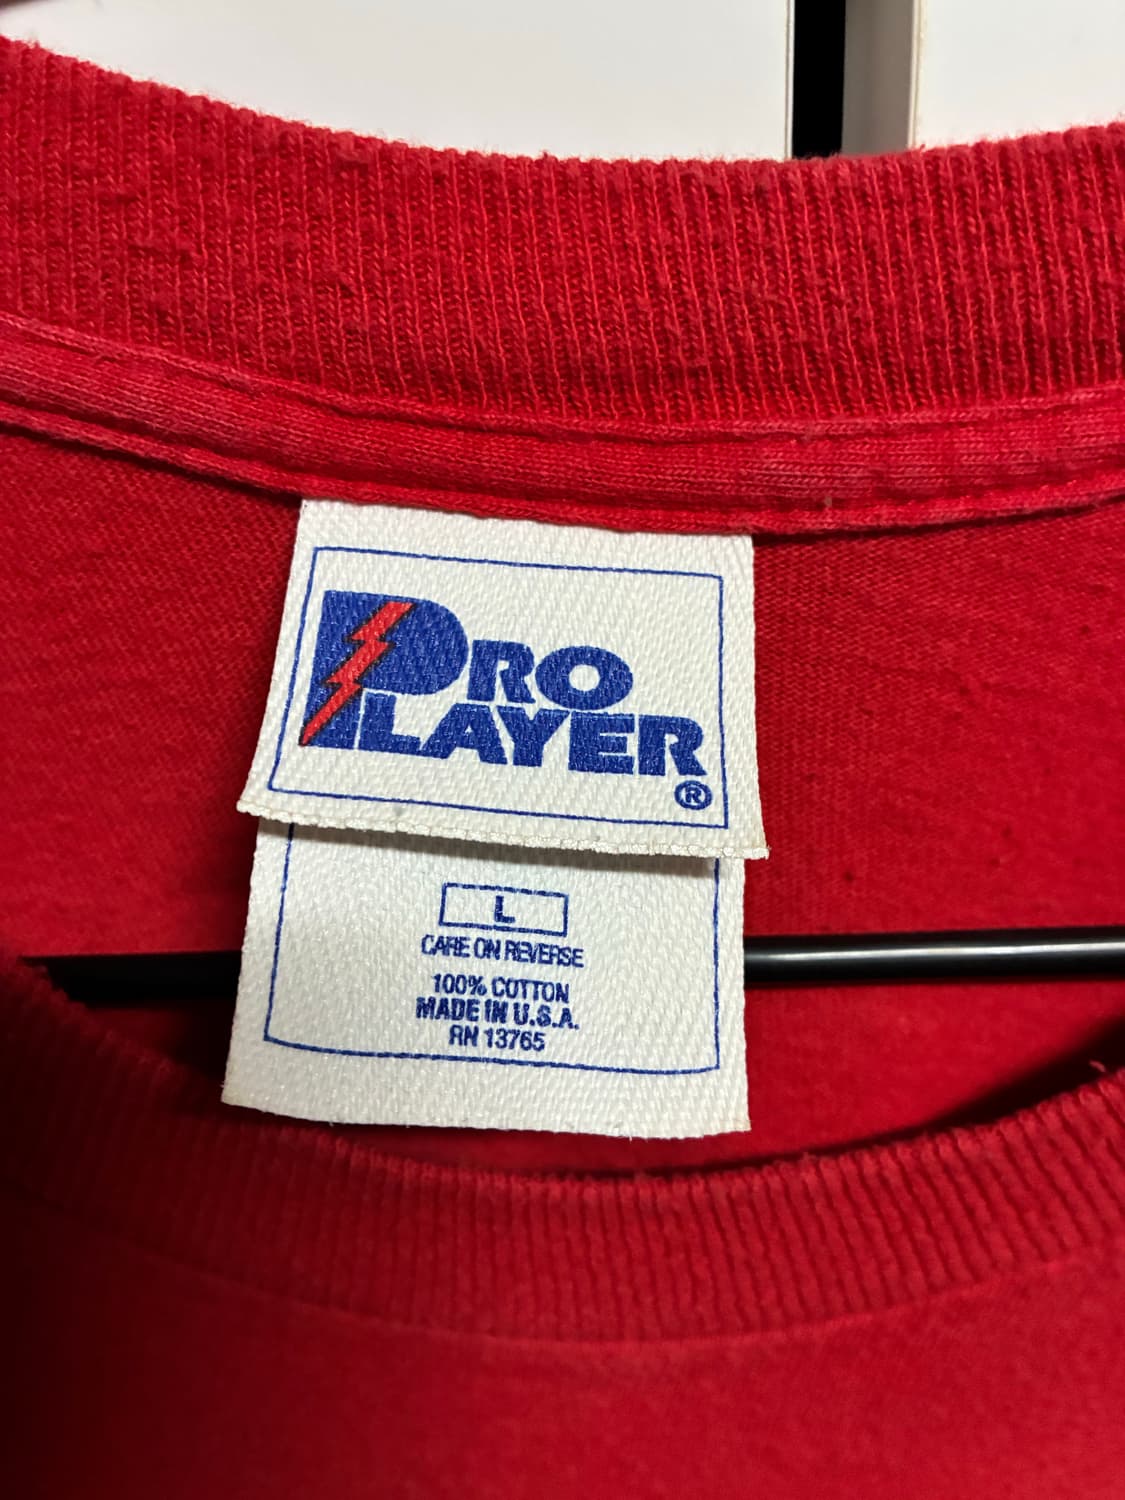 PRO
PLAYER®
L
CARE ON REVERSE
100% COTTON
MADE IN U.S.A.
RN 13765